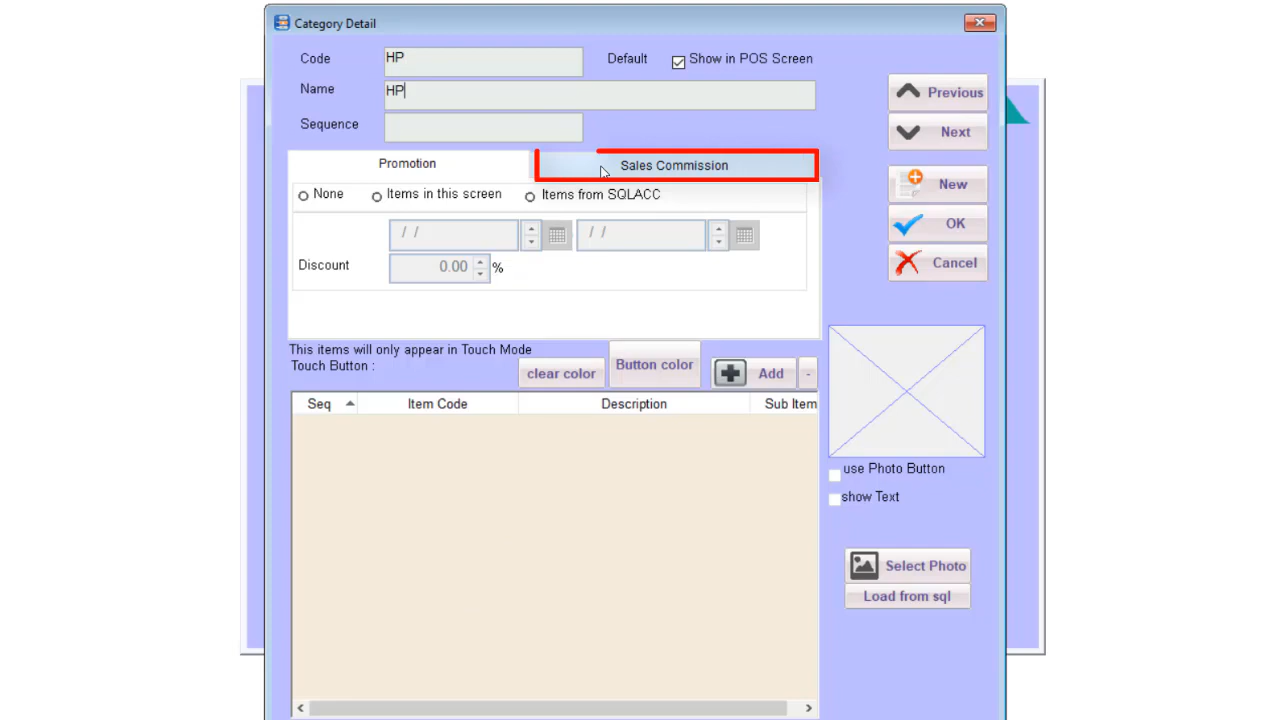 Category Detail
Code HP Default Show in POS Screen
Name HP
Sequence
Previous
Next
New
OK
Cancel
Promotion Sales Commission
None Items in this screen Items from SQLACC
/ / / /
Discount 0.00 %
This items will only appear in Touch Mode
Touch Button :
clear color Button color Add -
Seq Item Code Description Sub Item
use Photo Button
show Text
Select Photo
Load from sql